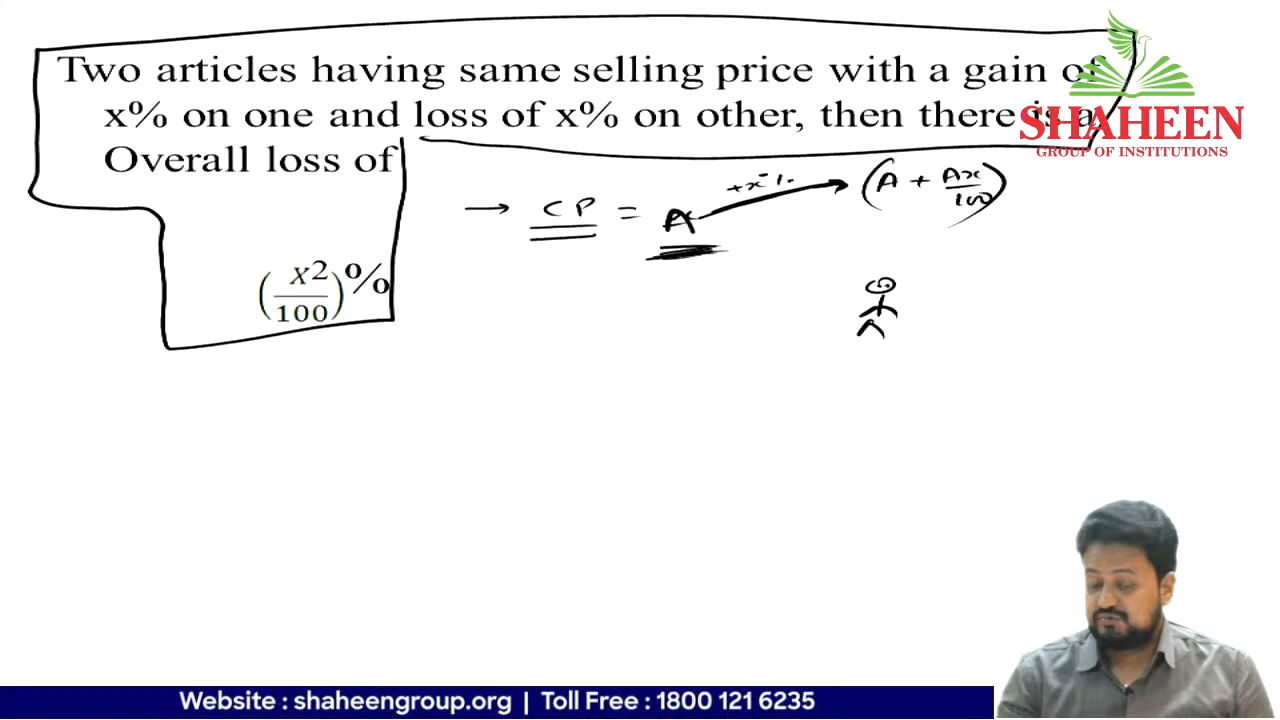 Two articles having same selling price with a gain of
x% on one and loss of x% on other, then there is a
Overall loss of
(x²/100)%
→ CP = A +x% (A + Ax/100)
SHAHEEN
GROUP OF INSTITUTIONS
Website : shaheengroup.org | Toll Free : 1800 121 6235